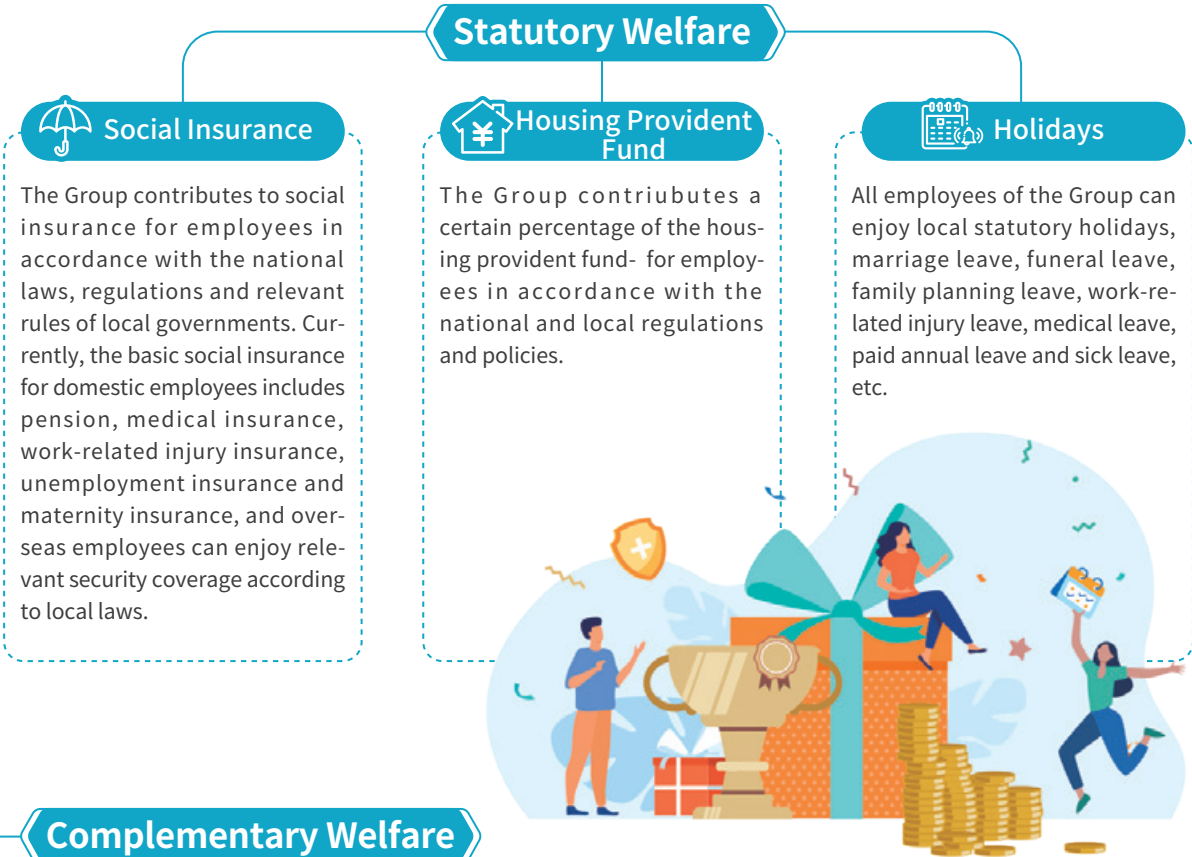 Statutory Welfare
Social Insurance
The Group contributes to social
insurance for employees in
accordance with the national
laws, regulations and relevant
rules of local governments. Cur-
rently, the basic social insurance
for domestic employees includes
pension, medical insurance,
work-related injury insurance,
unemployment insurance and
maternity insurance, and over-
seas employees can enjoy rele-
vant security coverage according
to local laws.
¥
Housing Provident
Fund
The Group contriubutes a
certain percentage of the hous-
ing provident fund- for employ-
ees in accordance with the
national and local regulations
and policies.
Holidays
All employees of the Group can
enjoy local statutory holidays,
marriage leave, funeral leave,
family planning leave, work-re-
lated injury leave, medical leave,
paid annual leave and sick leave,
etc.
Complementary Welfare